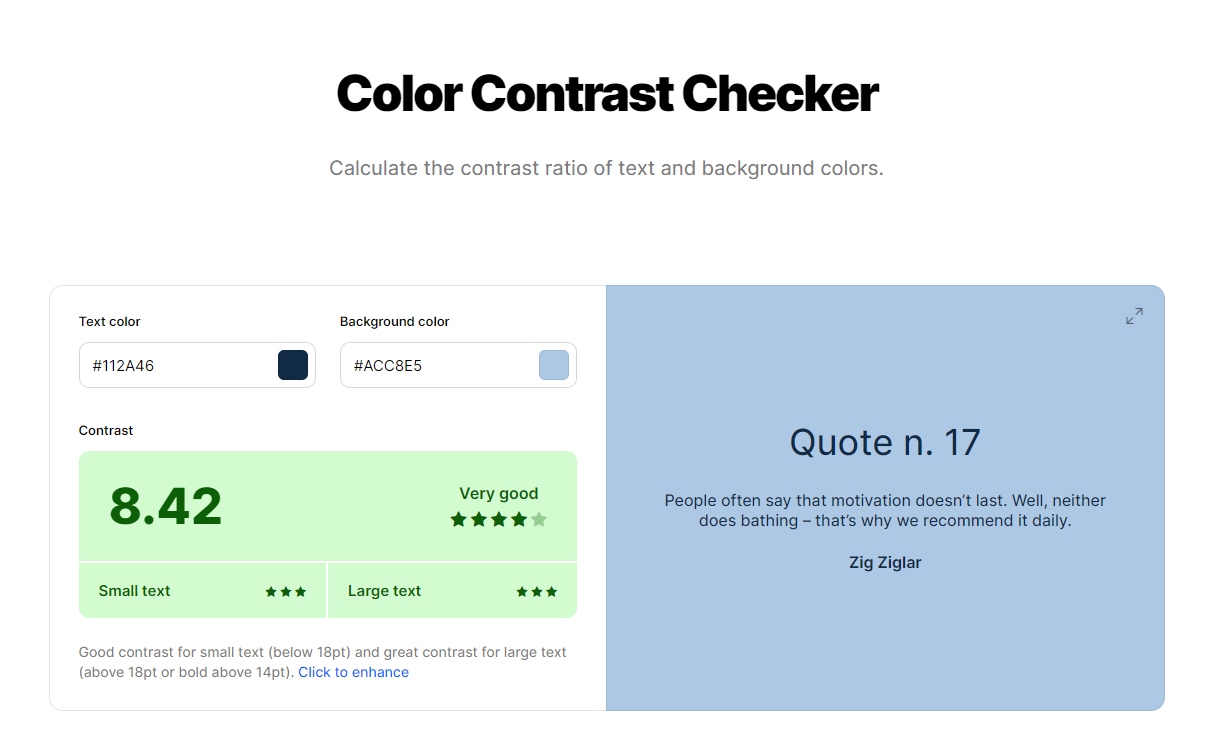 Color Contrast Checker
Calculate the contrast ratio of text and background colors.
Text color
Background color
#112A46
#ACC8E5
Contrast
8.42
Very good
Small text
Large text
Good contrast for small text (below 18pt) and great contrast for large text
(above 18pt or bold above 14pt). Click to enhance
Quote n. 17
People often say that motivation doesn’t last. Well, neither
does bathing – that’s why we recommend it daily.
Zig Ziglar